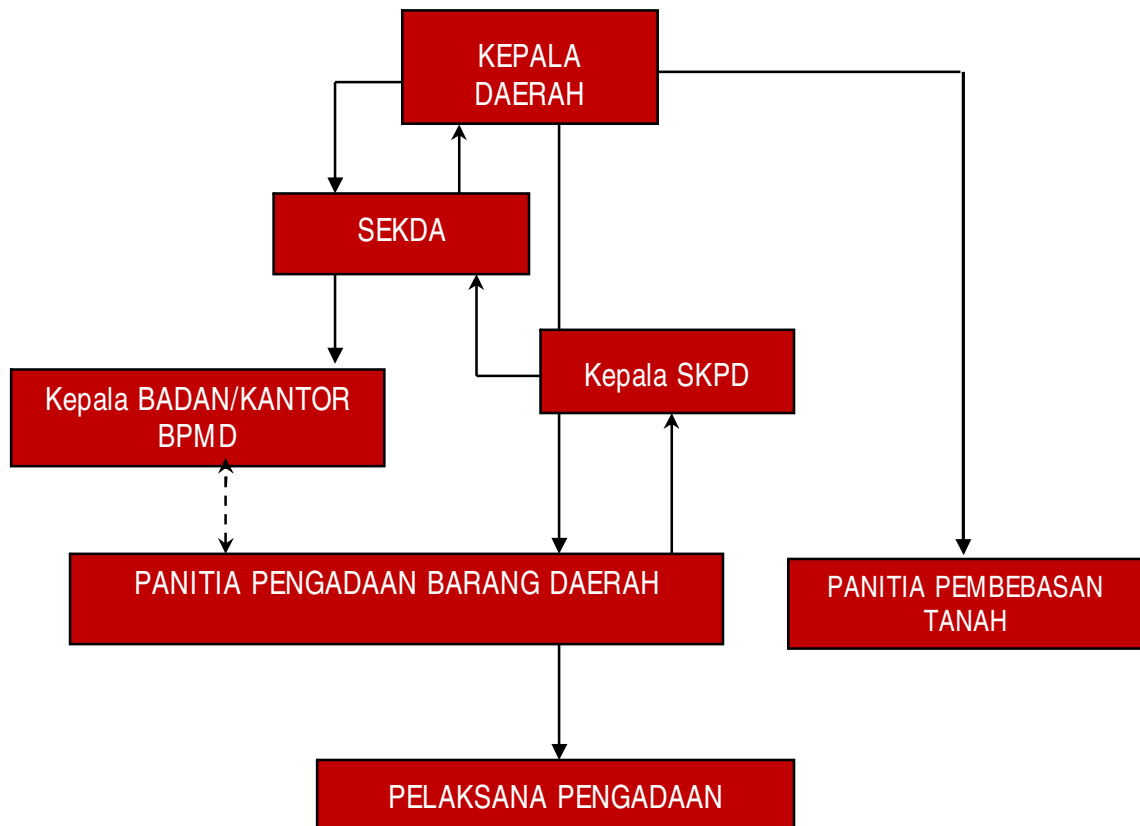 KEPALA
DAERAH
SEKDA
Kepala SKPD
Kepala BADAN/KANTOR
BPMD
PANITIA PENGADAAN BARANG DAERAH
PANITIA PEMBEBASAN
TANAH
PELAKSANA PENGADAAN